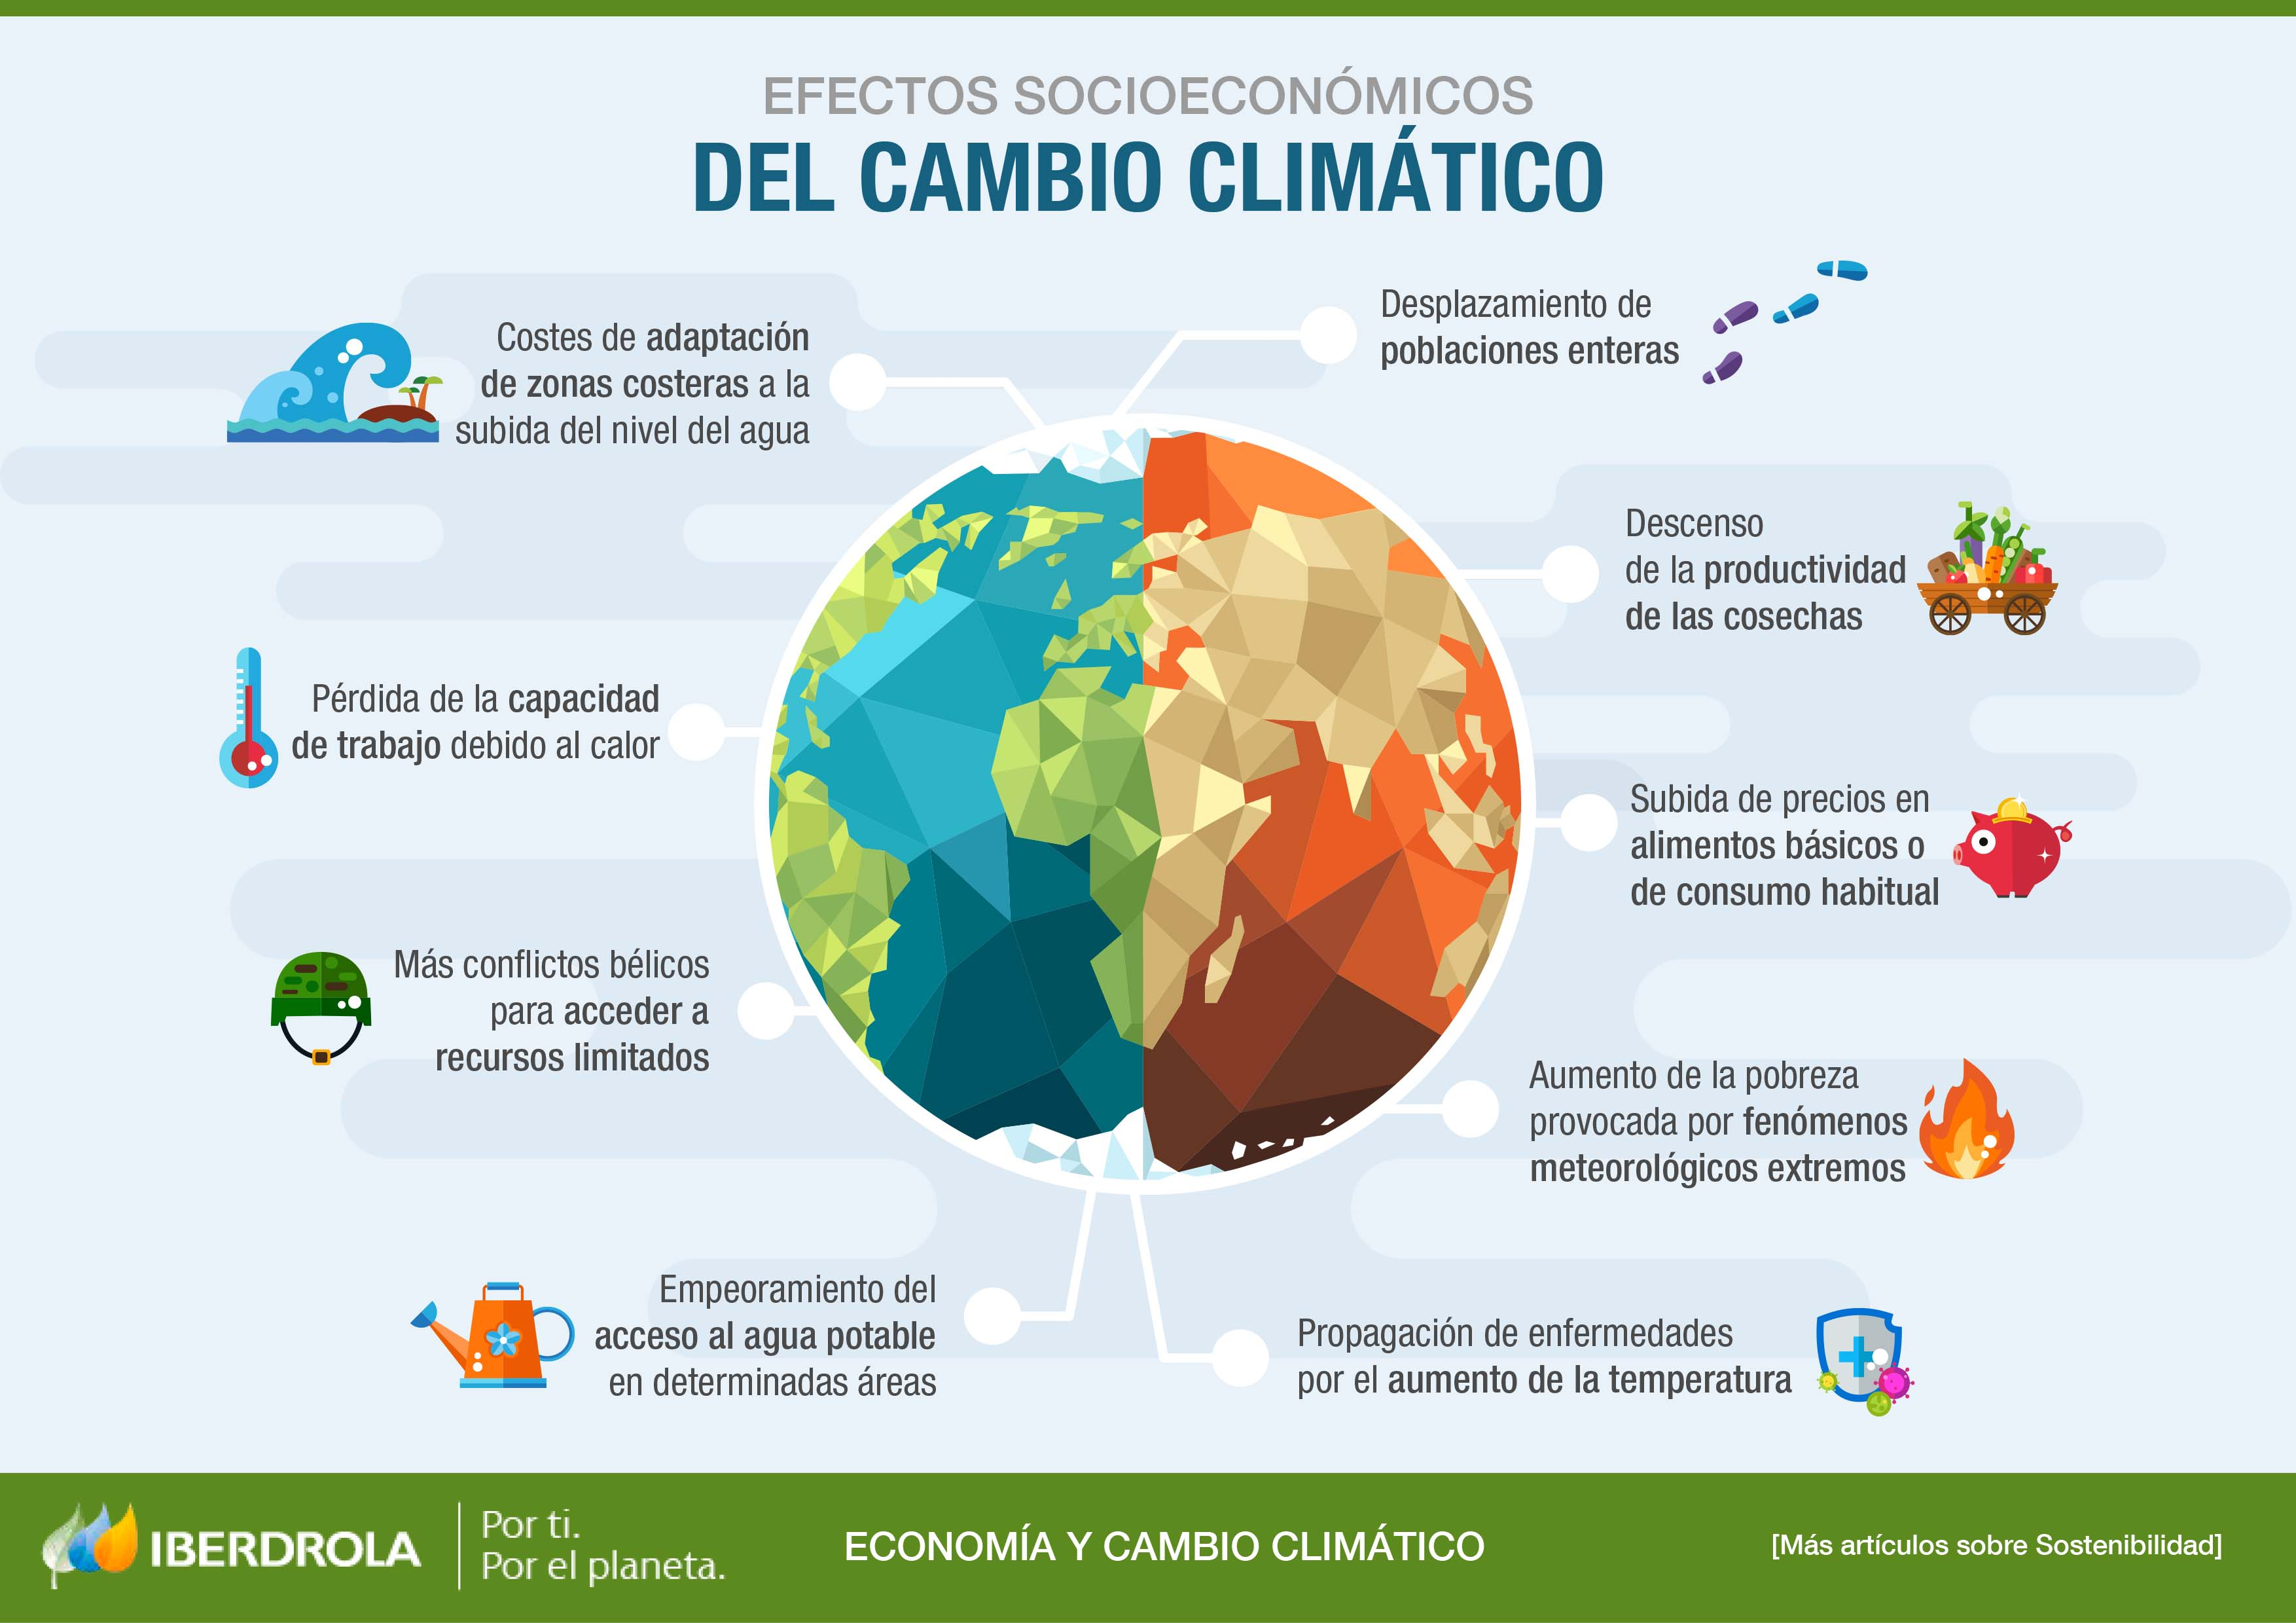 EFECTOS SOCIOECONÓMICOS
DEL CAMBIO CLIMÁTICO
Costes de adaptación
de zonas costeras a la
subida del nivel del agua
Desplazamiento de
poblaciones enteras
Descenso
de la productividad
de las cosechas
Pérdida de la capacidad
de trabajo debido al calor
Subida de precios en
alimentos básicos o
de consumo habitual
Más conflictos bélicos
para acceder a
recursos limitados
Aumento de la pobreza
provocada por fenómenos
meteorológicos extremos
Empeoramiento del
acceso al agua potable
en determinadas áreas
Propagación de enfermedades
por el aumento de la temperatura
IBERDROLA
Por ti.
Por el planeta.
ECONOMÍA Y CAMBIO CLIMÁTICO
[Más artículos sobre Sostenibilidad]